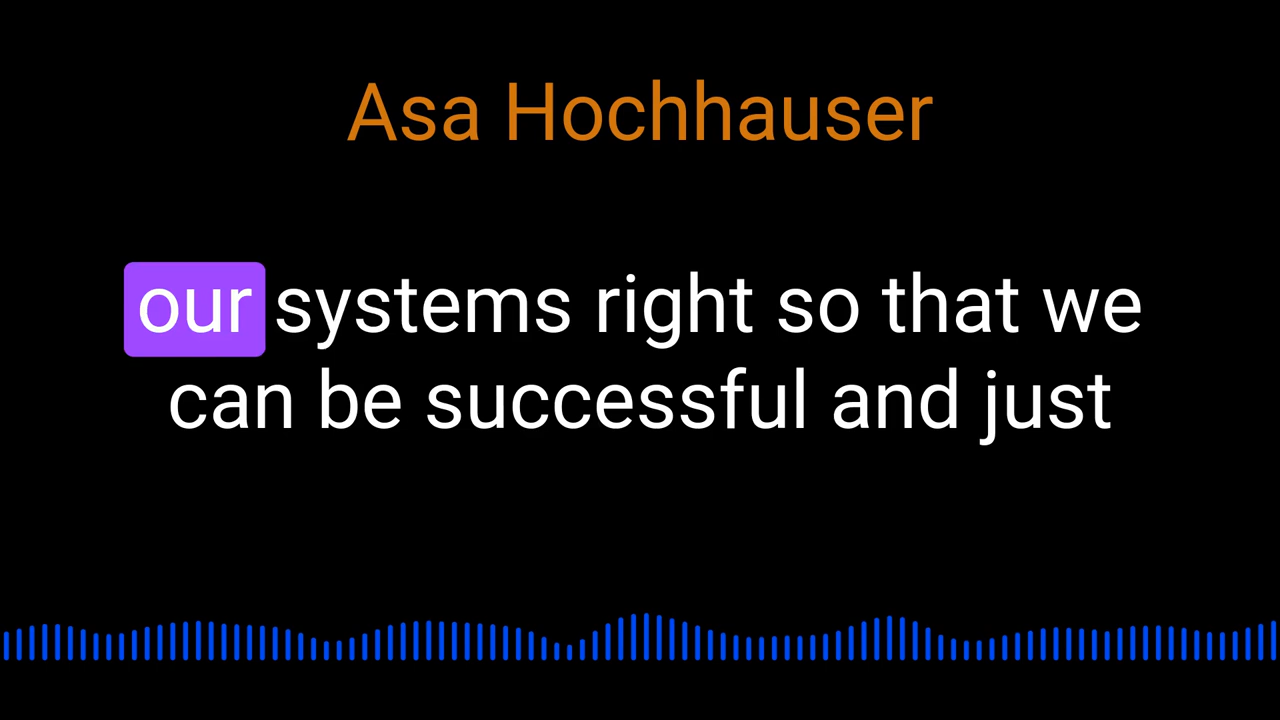 Asa Hochhauser
our systems right so that we
can be successful and just